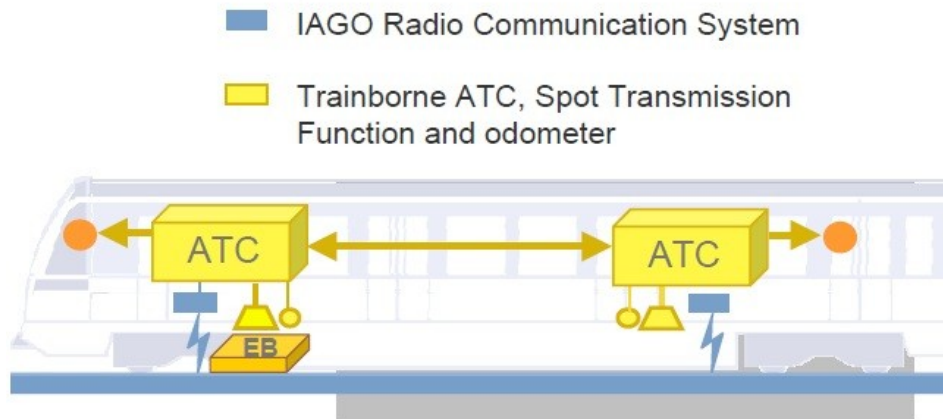 IAGO Radio Communication System
Trainborne ATC, Spot Transmission
Function and odometer
ATC
ATC
EB